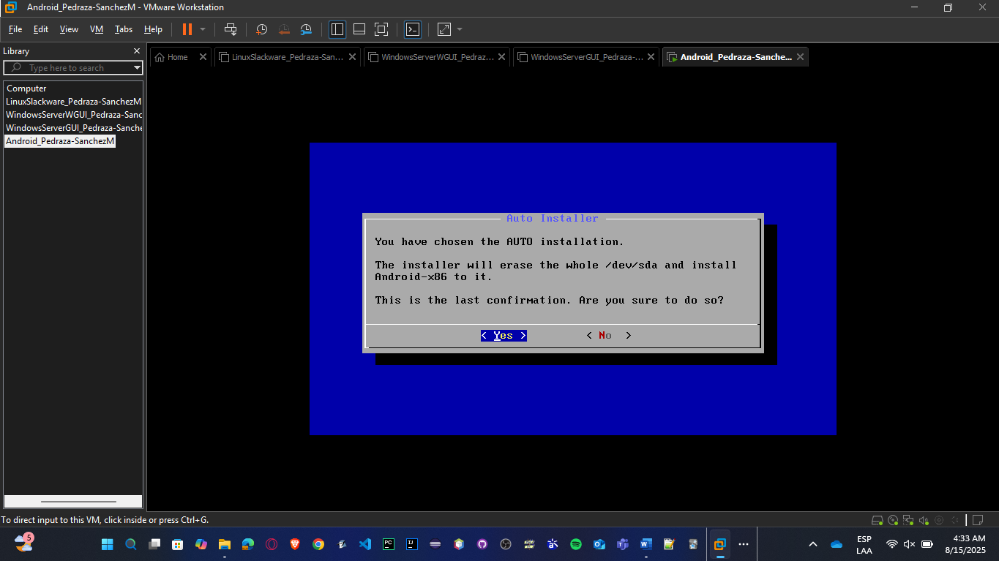 Android_Pedraza-SanchezM - VMware Workstation
File Edit View VM Tabs Help
Library
Home
LinuxSlackware_Pedraza-San...
WindowsServerWGUI_Pedraz...
WindowsServerGUI_Pedraza-...
Android_Pedraza-Sanche...
Type here to search
Computer
LinuxSlackware_Pedraza-SanchezM
WindowsServerWGUI_Pedraza-Sanc
WindowsServerGUI_Pedraza-Sanche
Android_Pedraza-SanchezM
Auto Installer
You have chosen the AUTO installation.
The installer will erase the whole /dev/sda and install
Android-x86 to it.
This is the last confirmation. Are you sure to do so?
< Yes > < No >
To direct input to this VM, click inside or press Ctrl+G.
5
ESP
LAA
4:33 AM
8/15/2025